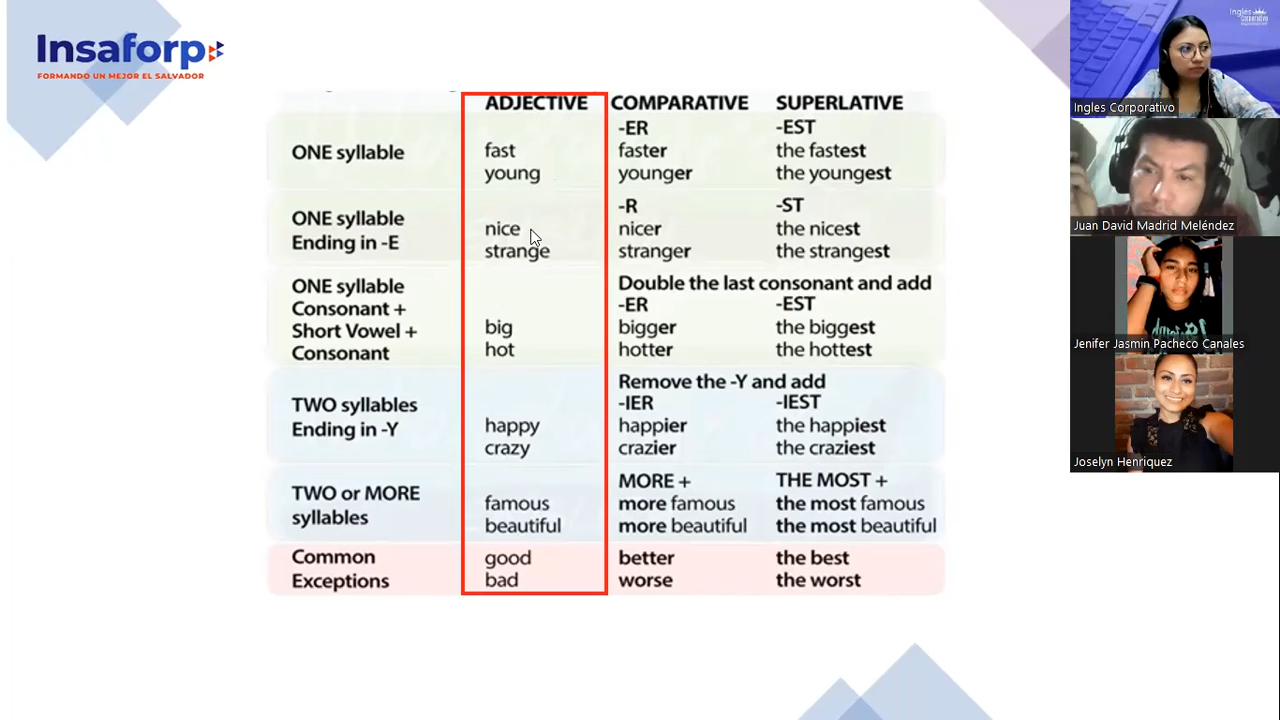 Insaforp
FORMANDO UN MEJOR EL SALVADOR
ADJECTIVE COMPARATIVE SUPERLATIVE
-ER -EST
ONE syllable fast faster the fastest
young younger the youngest
-R -ST
ONE syllable nice nicer the nicest
Ending in -E strange stranger the strangest
ONE syllable Double the last consonant and add
Consonant + -ER -EST
Short Vowel + big bigger the biggest
Consonant hot hotter the hottest
Remove the -Y and add
TWO syllables -IER -IEST
Ending in -Y happy happier the happiest
crazy crazier the craziest
MORE + THE MOST +
TWO or MORE famous more famous the most famous
syllables beautiful more beautiful the most beautiful
Common good better the best
Exceptions bad worse the worst
Ingles
Corporativo
Ingles Corporativo
Juan David Madrid Meléndez
Jenifer Jasmin Pacheco Canales
Joselyn Henriquez